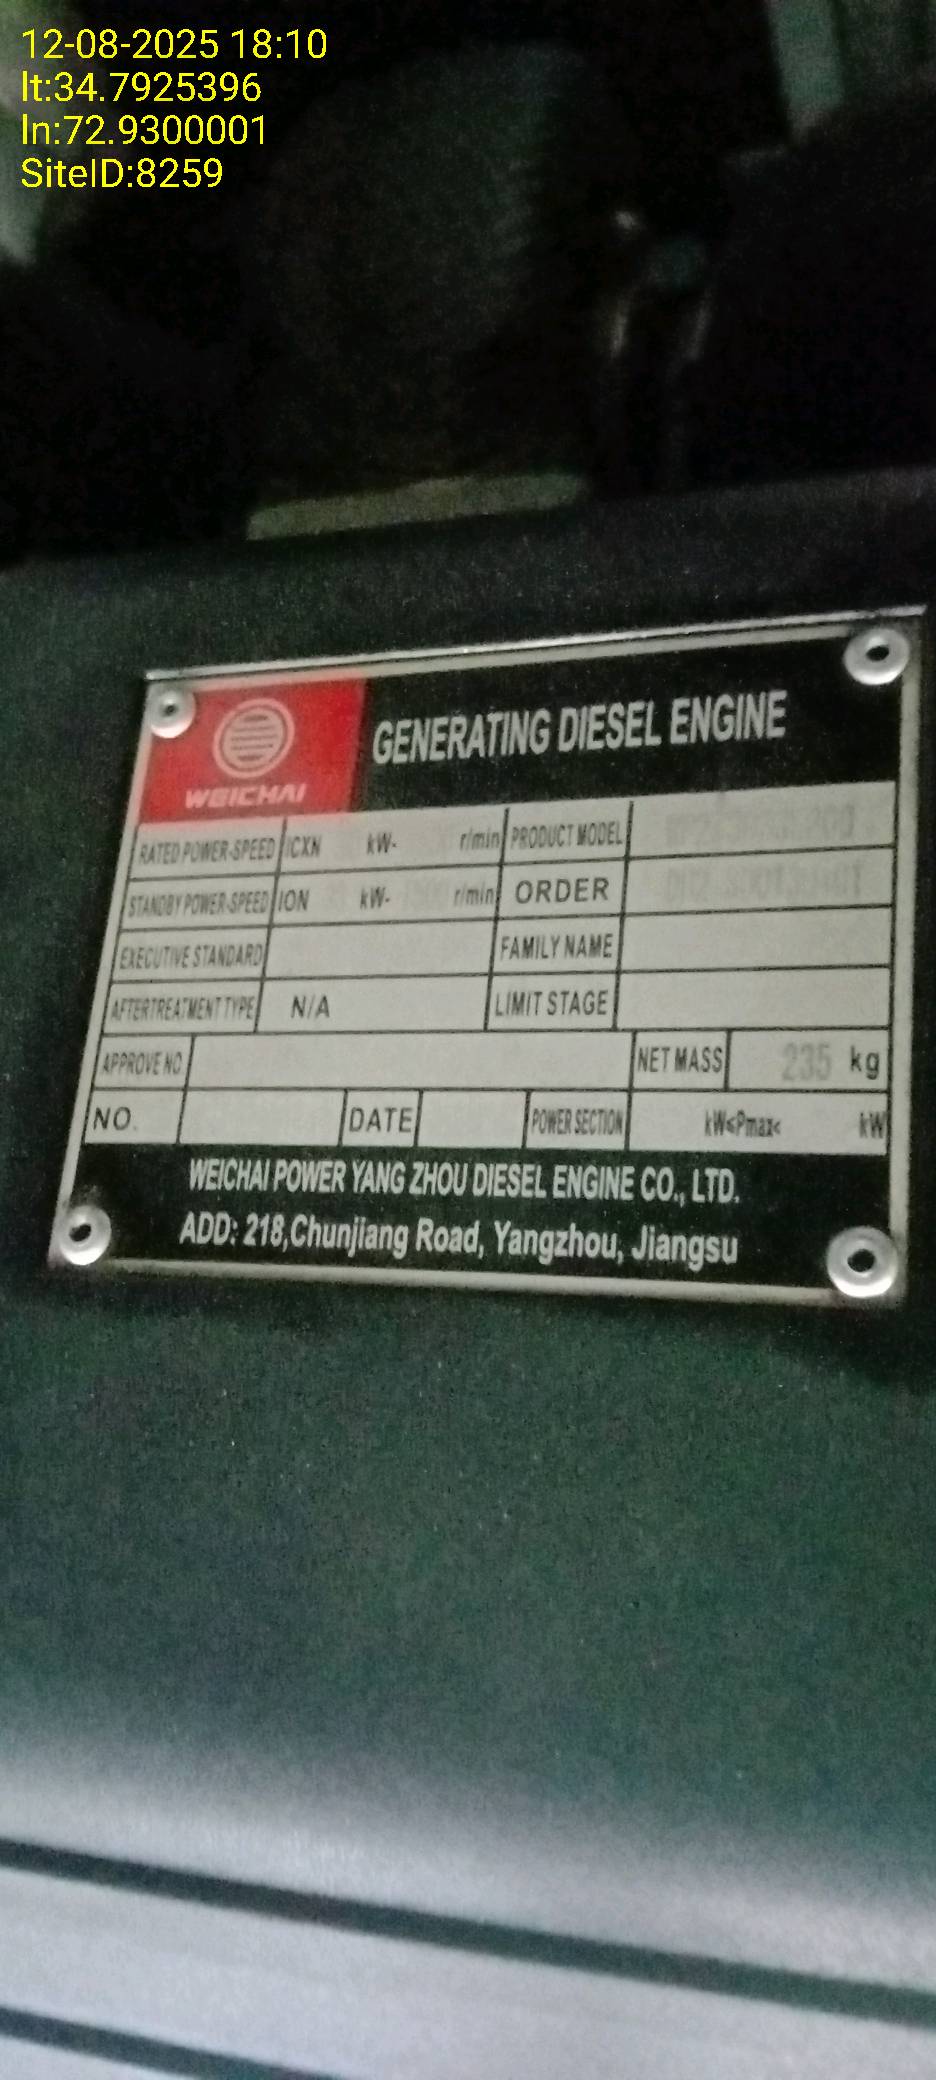 12-08-2025 18:10
lt:34.7925396
ln:72.9300001
SiteID:8259
WEICHAI
GENERATING DIESEL ENGINE
RATED POWER-SPEED ICXN kW- r/min PRODUCT MODEL
STANDBY POWER-SPEED ION kW- r/min ORDER
EXECUTIVE STANDARD FAMILY NAME
AFTERTREATMENT TYPE N/A LIMIT STAGE
APPROVE NO. NET MASS 235 kg
NO. DATE POWER SECTION kW≤Pmax< kW
WEICHAI POWER YANG ZHOU DIESEL ENGINE CO., LTD.
ADD: 218,Chunjiang Road, Yangzhou, Jiangsu